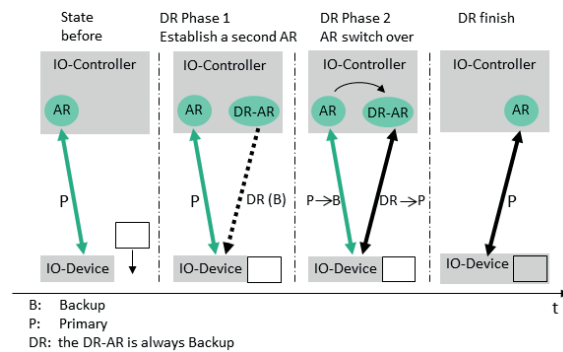 State
before
DR Phase 1
Establish a second AR
DR Phase 2
AR switch over
DR finish
IO-Controller
IO-Controller
IO-Controller
IO-Controller
AR
AR
DR-AR
AR
DR-AR
AR
P
P
DR (B)
P→B
DR→P
P
IO-Device
IO-Device
IO-Device
IO-Device
t
B: Backup
P: Primary
DR: the DR-AR is always Backup